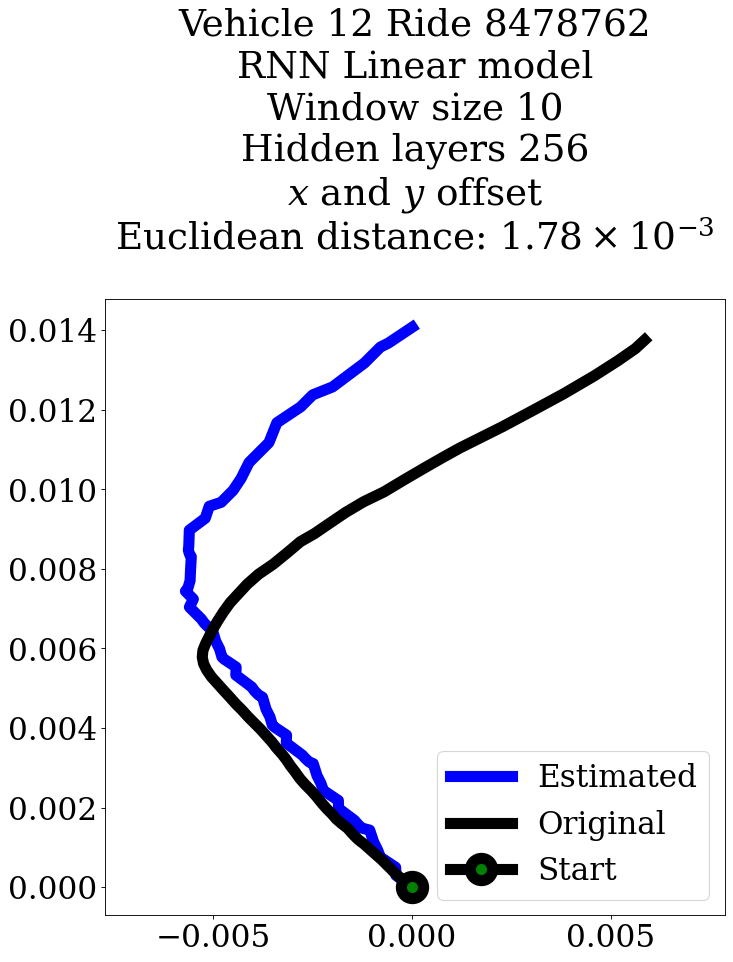 Vehicle 12 Ride 8478762
RNN Linear model
Window size 10
Hidden layers 256
x and y offset
Euclidean distance: 1.78 × 10⁻³
0.014
0.012
0.010
0.008
0.006
0.004
0.002
0.000
Estimated
Original
Start
−0.005 0.000 0.005